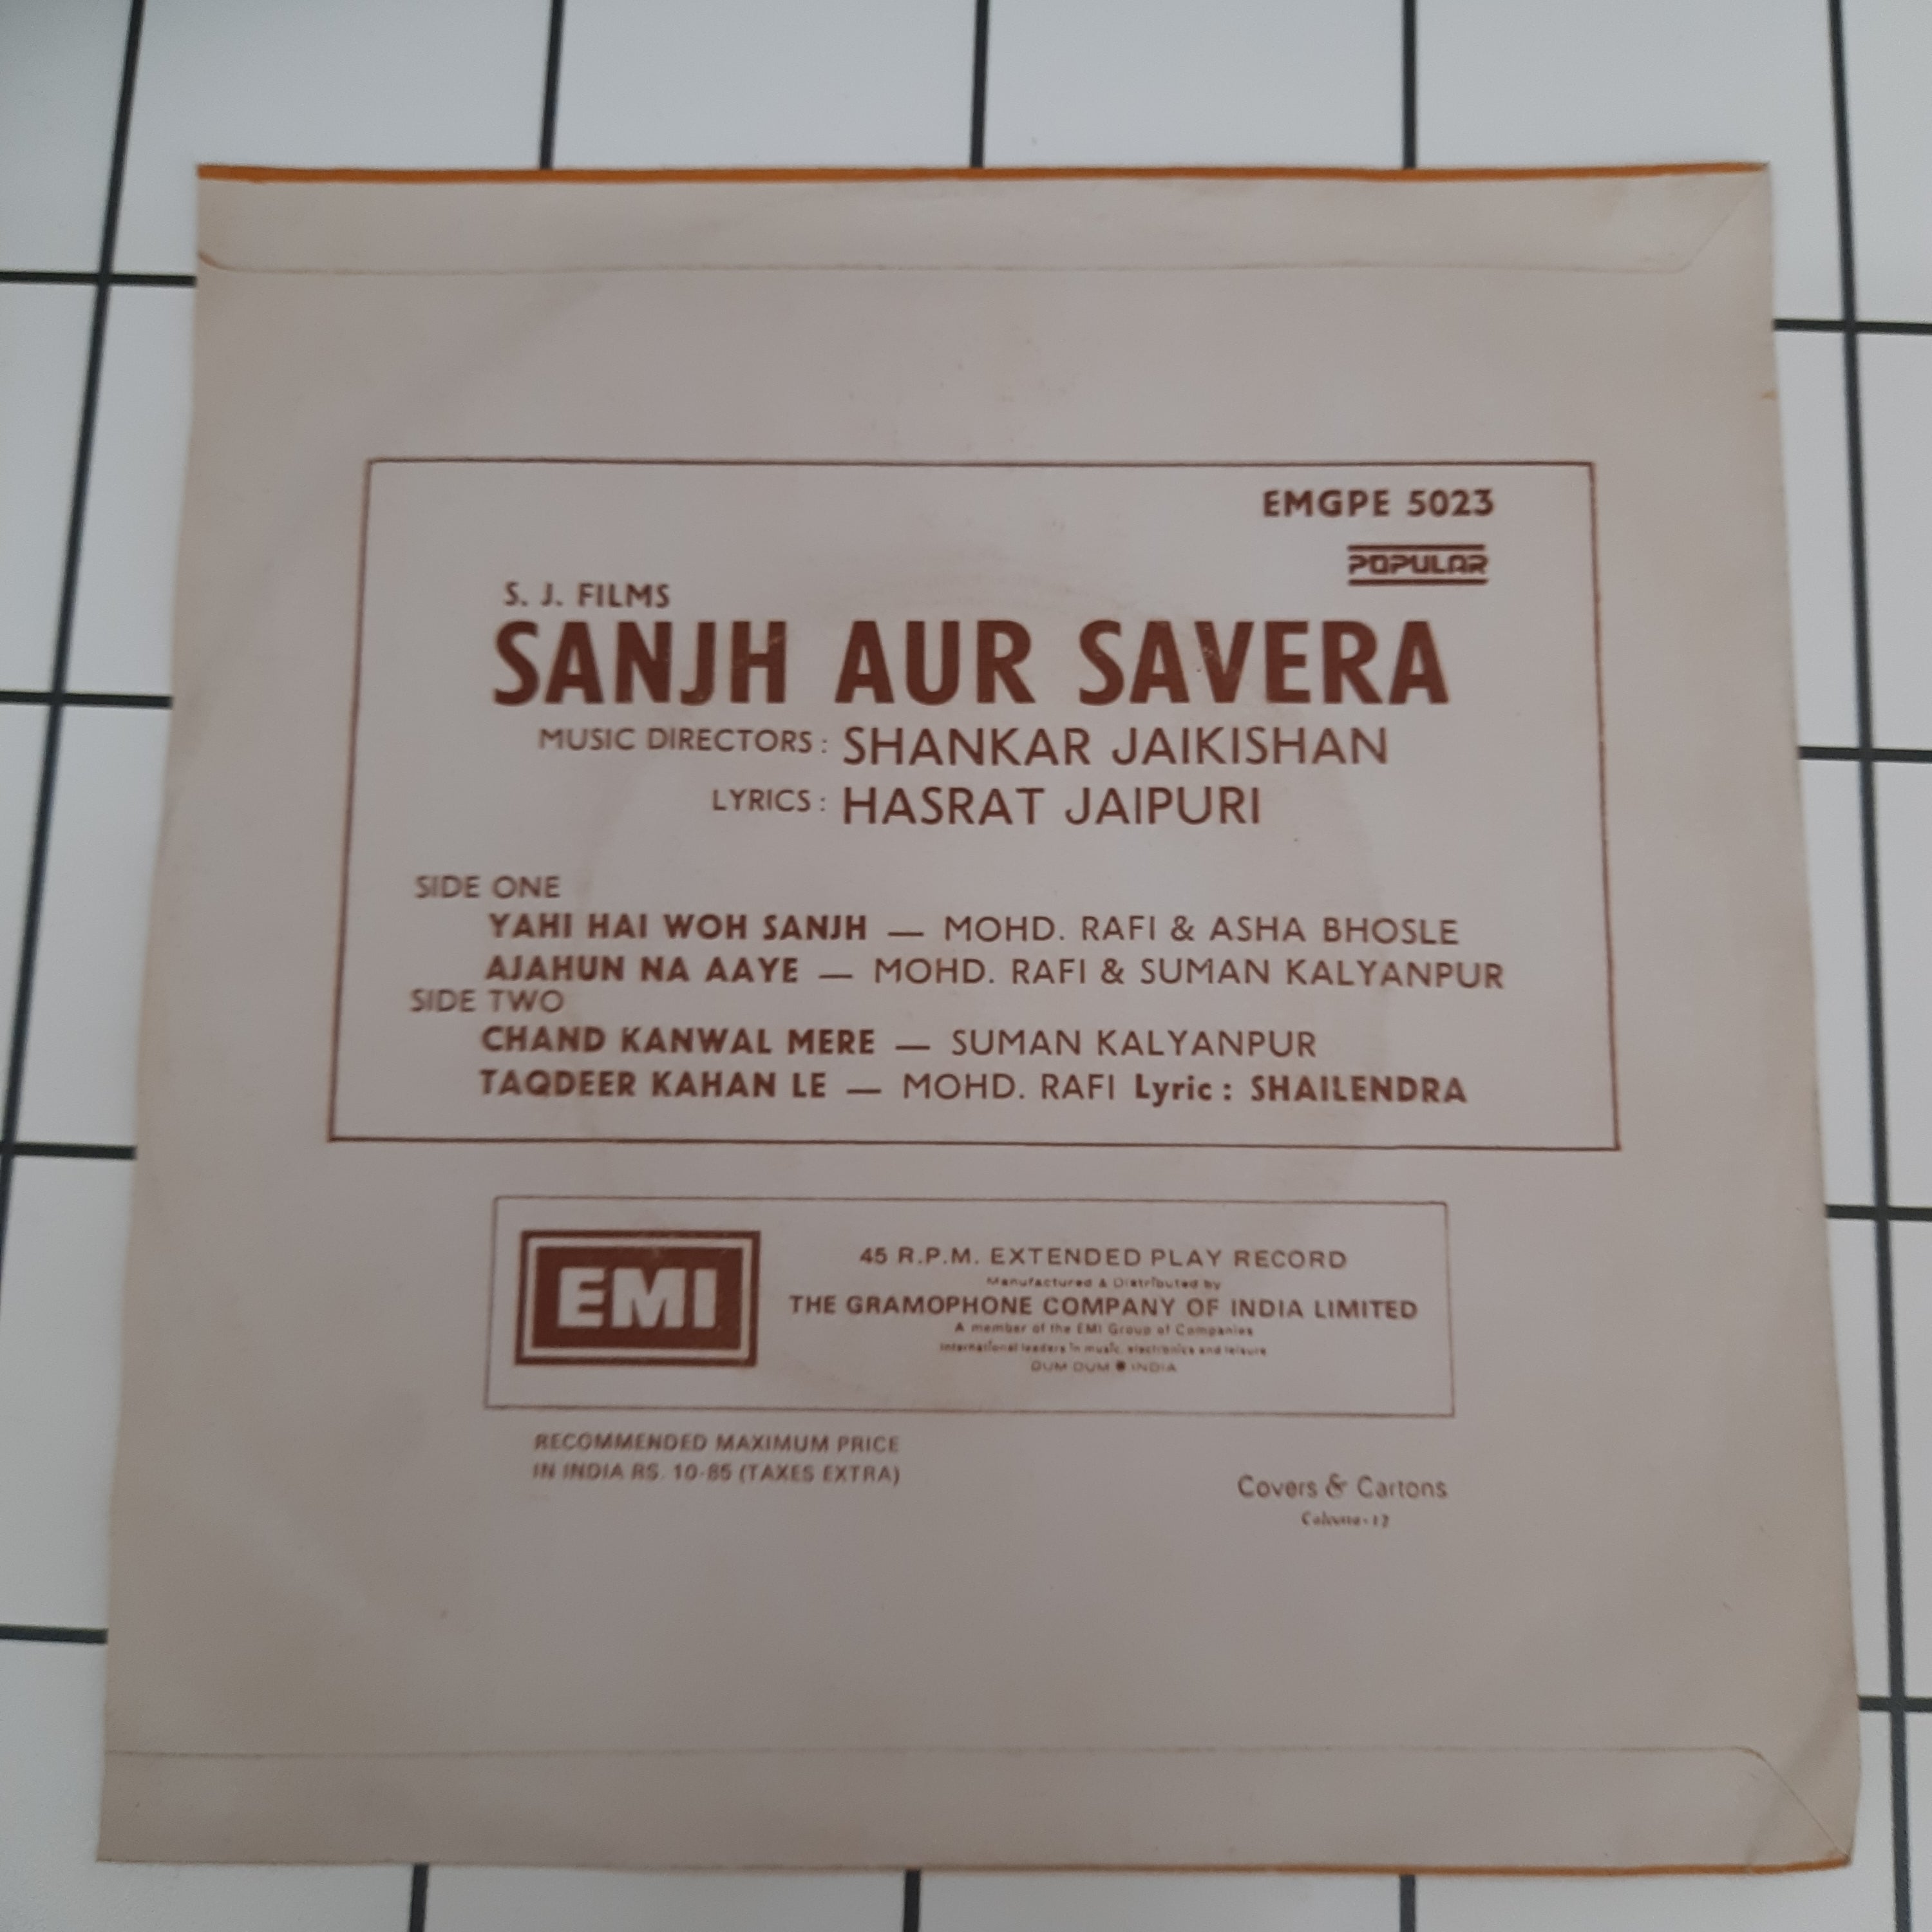 EMGPE 5023
POPULAR
S. J. FILMS
SANJH AUR SAVERA
MUSIC DIRECTORS : SHANKAR JAIKISHAN
LYRICS : HASRAT JAIPURI
SIDE ONE
YAHI HAI WOH SANJH — MOHD. RAFI & ASHA BHOSLE
AJAHUN NA AAYE — MOHD. RAFI & SUMAN KALYANPUR
SIDE TWO
CHAND KANWAL MERE — SUMAN KALYANPUR
TAQDEER KAHAN LE — MOHD. RAFI Lyric : SHAILENDRA
EMI
45 R.P.M. EXTENDED PLAY RECORD
Manufactured & Distributed by
THE GRAMOPHONE COMPANY OF INDIA LIMITED
A member of the EMI Group of Companies
International leaders in music, electronics and leisure
DUM DUM ● INDIA
RECOMMENDED MAXIMUM PRICE
IN INDIA RS. 10-85 (TAXES EXTRA)
Covers & Cartons